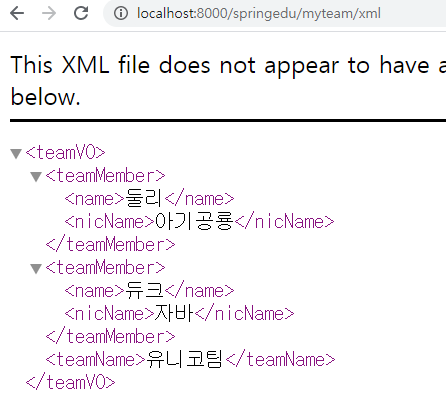 localhost:8000/springedu/myteam/xml
This XML file does not appear to have a
below.
▼<teamVO>
▼<teamMember>
<name>둘리</name>
<nicName>아기공룡</nicName>
</teamMember>
▼<teamMember>
<name>듀크</name>
<nicName>자바</nicName>
</teamMember>
<teamName>유니코팀</teamName>
</teamVO>